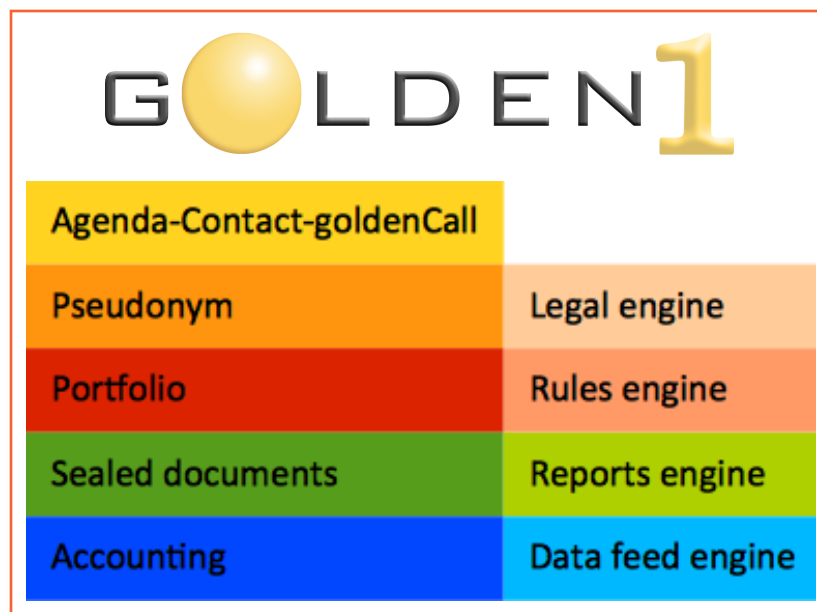 GOLDEN1
Agenda-Contact-goldenCall
Pseudonym
Legal engine
Portfolio
Rules engine
Sealed documents
Reports engine
Accounting
Data feed engine